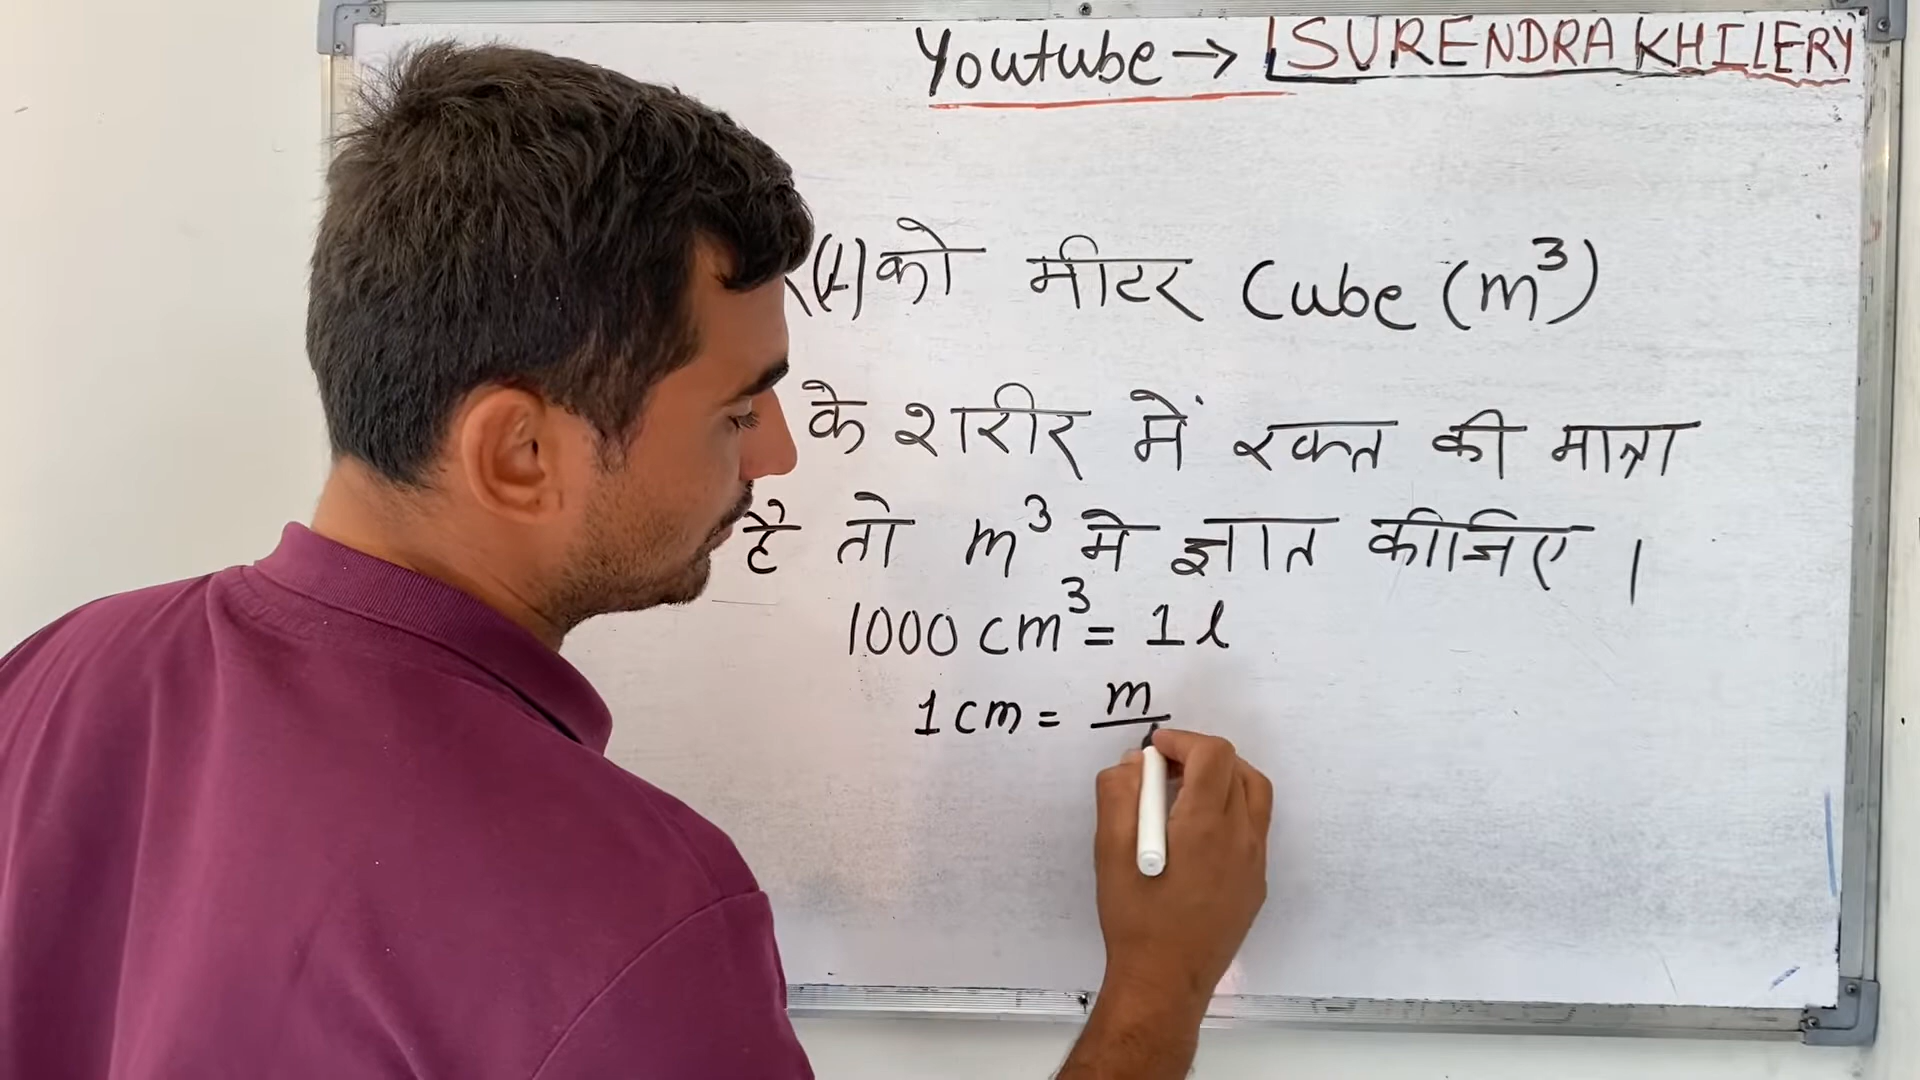 Youtube → SURENDRA KHILERY
(l) को मीटर Cube (m³)
के शरीर में रक्त की मात्रा
है तो m³ मे ज्ञात कीजिए ।
1000 cm³ = 1 l
1 cm = m